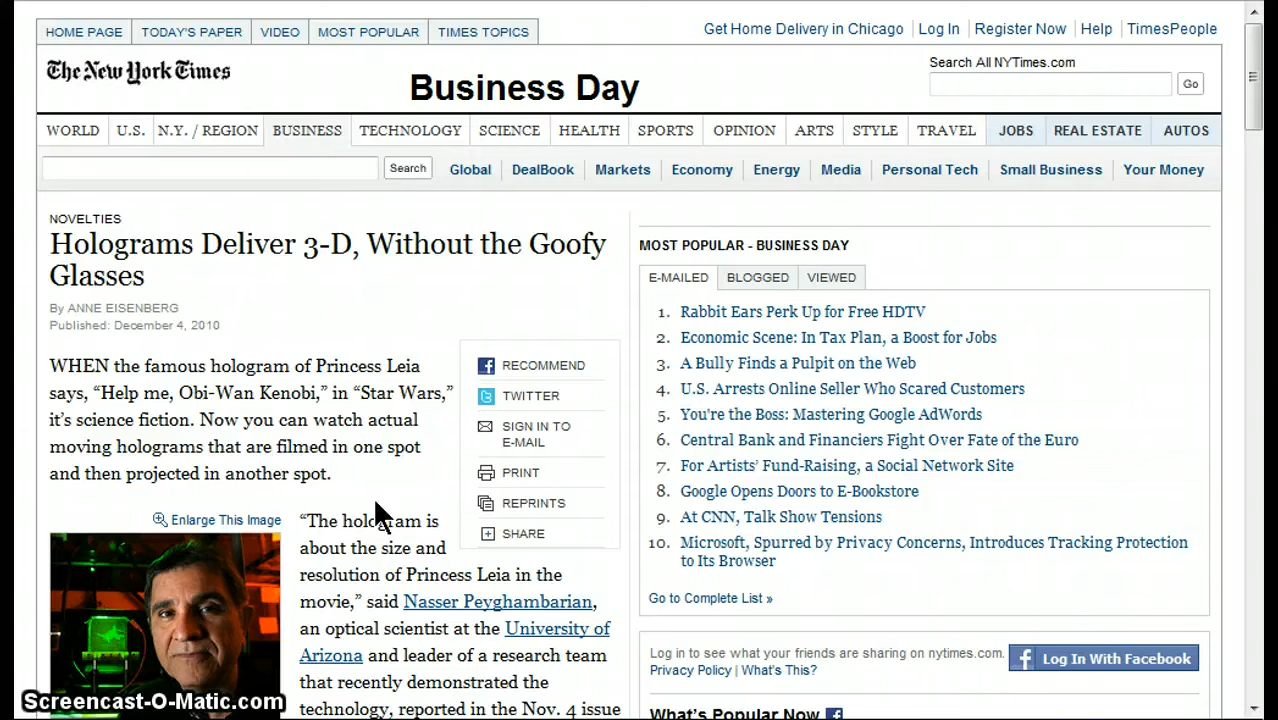 HOME PAGE TODAY'S PAPER VIDEO MOST POPULAR TIMES TOPICS
Get Home Delivery in Chicago Log In Register Now Help TimesPeople
The New York Times
Business Day
Search All NYTimes.com
Go
WORLD U.S. N.Y. / REGION BUSINESS TECHNOLOGY SCIENCE HEALTH SPORTS OPINION ARTS STYLE TRAVEL JOBS REAL ESTATE AUTOS
Search Global DealBook Markets Economy Energy Media Personal Tech Small Business Your Money
NOVELTIES
Holograms Deliver 3-D, Without the Goofy
Glasses
By ANNE EISENBERG
Published: December 4, 2010
WHEN the famous hologram of Princess Leia
says, “Help me, Obi-Wan Kenobi,” in “Star Wars,”
it’s science fiction. Now you can watch actual
moving holograms that are filmed in one spot
and then projected in another spot.
RECOMMEND
TWITTER
SIGN IN TO
E-MAIL
PRINT
REPRINTS
SHARE
Enlarge This Image
“The hologram is
about the size and
resolution of Princess Leia in the
movie,” said Nasser Peyghambarian,
an optical scientist at the University of
Arizona and leader of a research team
that recently demonstrated the
technology, reported in the Nov. 4 issue
MOST POPULAR - BUSINESS DAY
E-MAILED BLOGGED VIEWED
1. Rabbit Ears Perk Up for Free HDTV
2. Economic Scene: In Tax Plan, a Boost for Jobs
3. A Bully Finds a Pulpit on the Web
4. U.S. Arrests Online Seller Who Scared Customers
5. You're the Boss: Mastering Google AdWords
6. Central Bank and Financiers Fight Over Fate of the Euro
7. For Artists’ Fund-Raising, a Social Network Site
8. Google Opens Doors to E-Bookstore
9. At CNN, Talk Show Tensions
10. Microsoft, Spurred by Privacy Concerns, Introduces Tracking Protection
to Its Browser
Go to Complete List »
Log in to see what your friends are sharing on nytimes.com.
Privacy Policy | What’s This?
Log In With Facebook
What’s Popular Now
Screencast-O-Matic.com